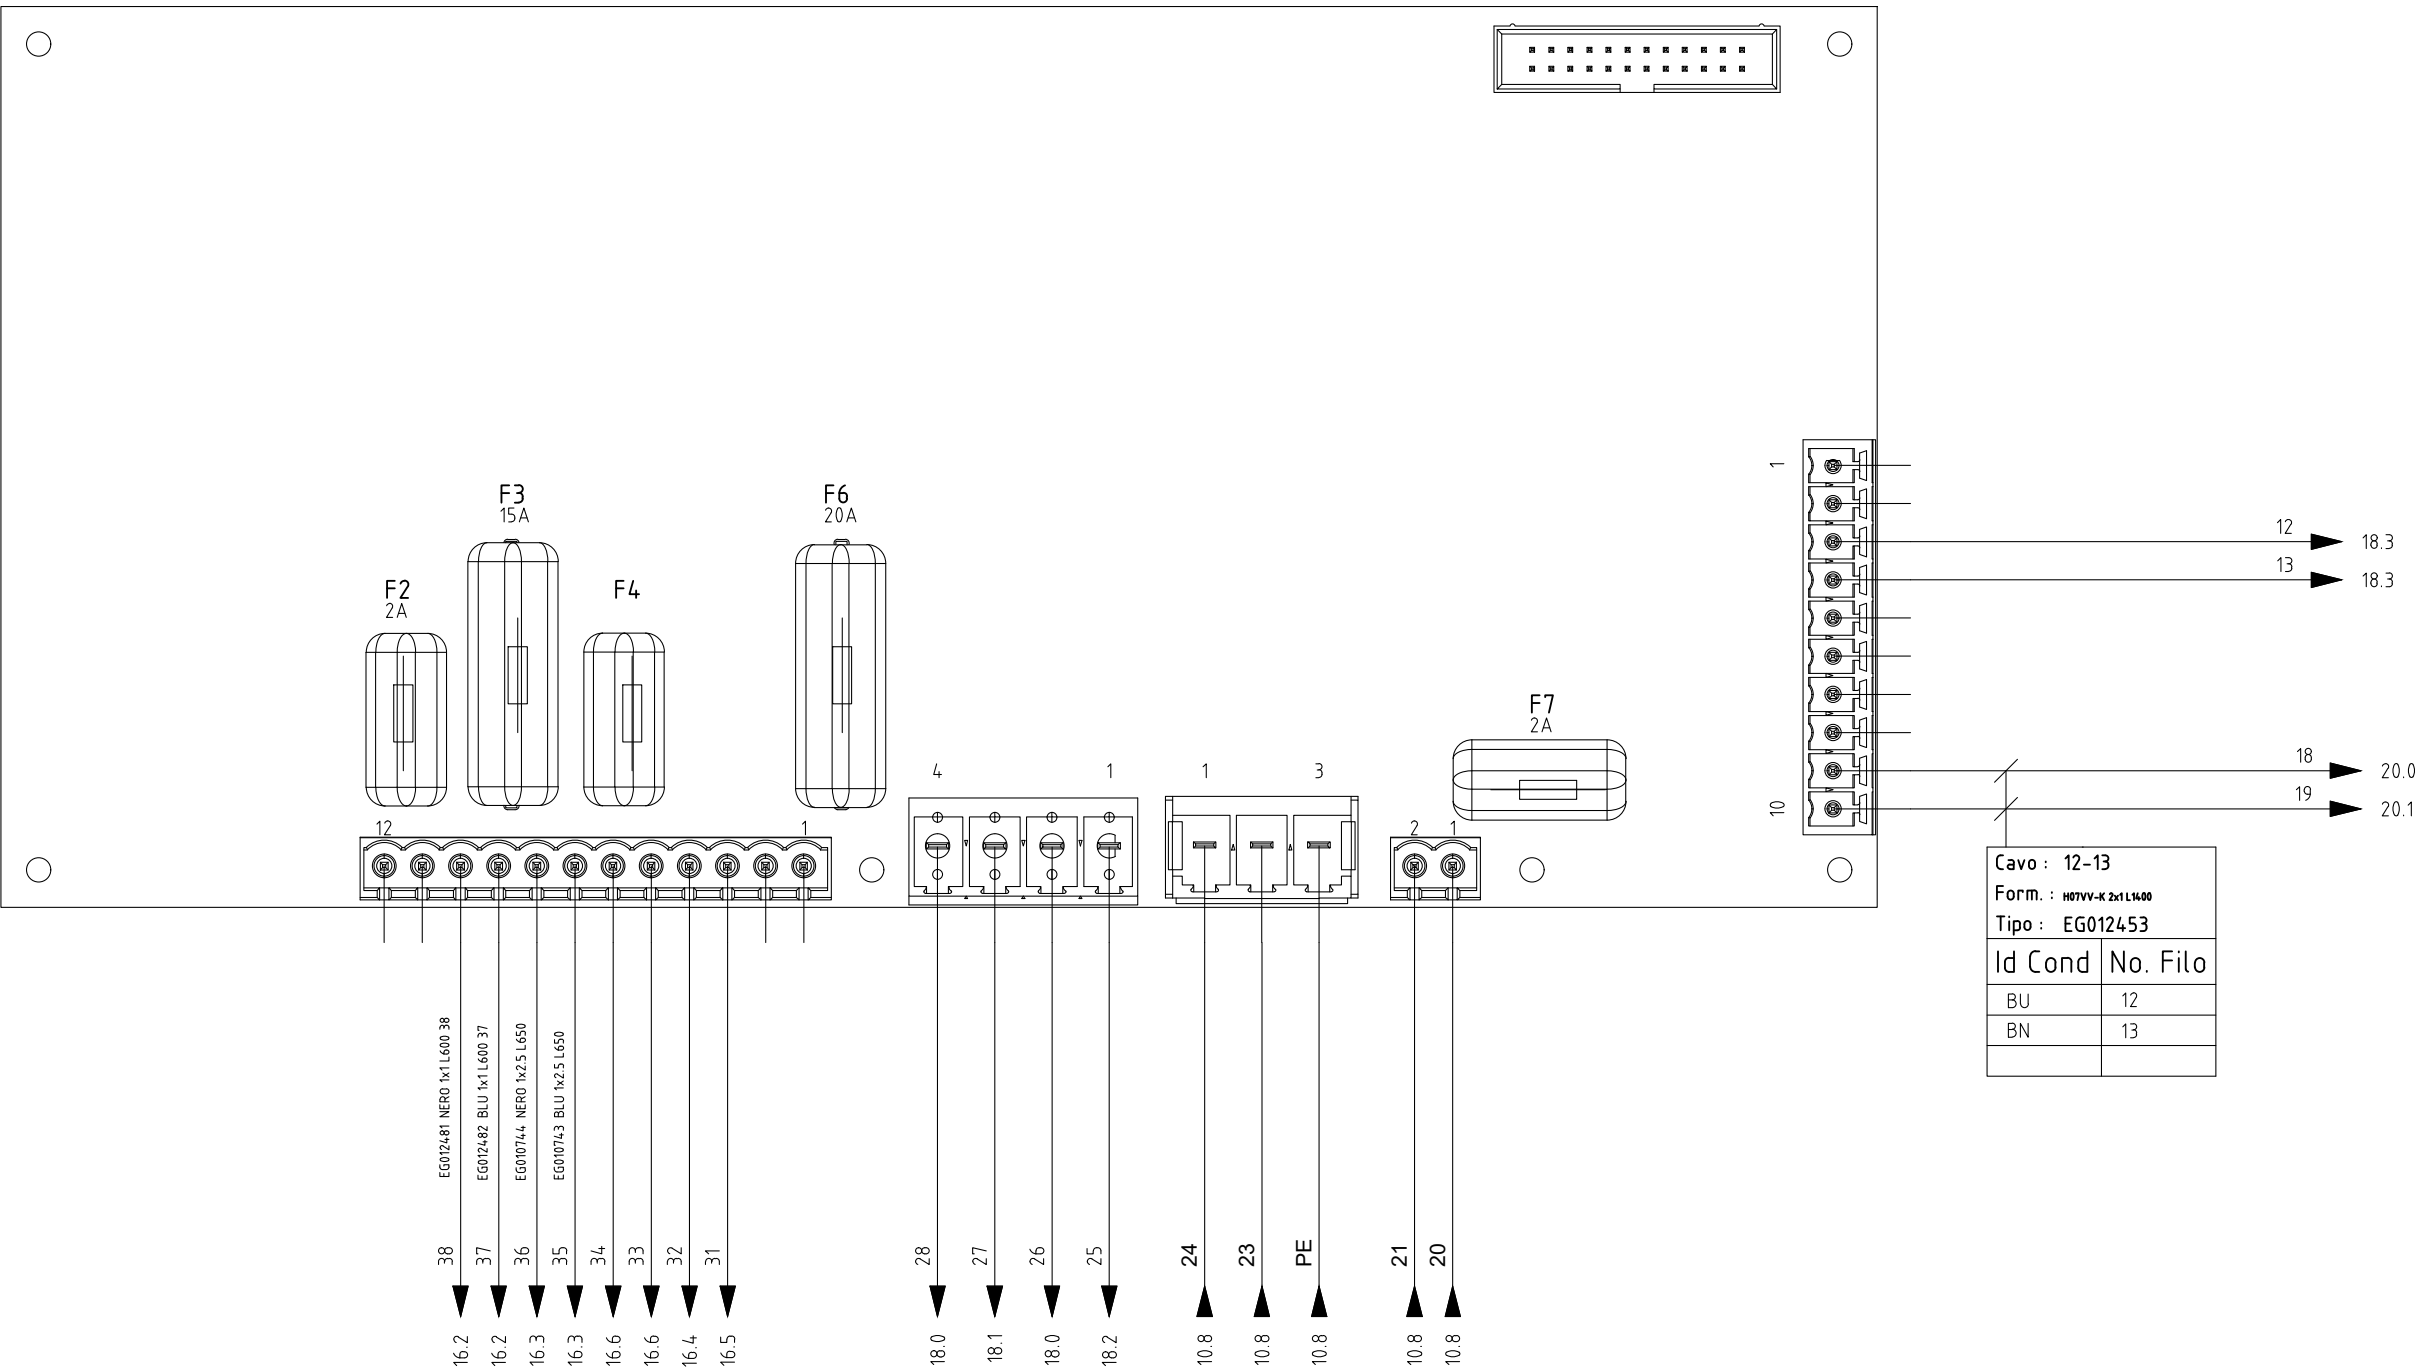 F3
15A
F6
20A
F2
2A
F4
F7
2A
1
12
18.3
13
18.3
18
20.0
19
20.1
10
4
1
1
3
12
1
2
1
Cavo : 12-13
Form. : H07VV-K 2x1 L1400
Tipo : EG012453
Id Cond No. Filo
BU 12
BN 13
EG012481 NERO 1x1 L600 38
EG012482 BLU 1x1 L600 37
EG010744 NERO 1x2.5 L650
EG010743 BLU 1x2.5 L650
38 37 36 35 34 33 32 31 28 27 26 25 24 23 PE 21 20
16.2 16.2 16.3 16.3 16.6 16.6 16.4 16.5 18.0 18.1 18.0 18.2 10.8 10.8 10.8 10.8 10.8